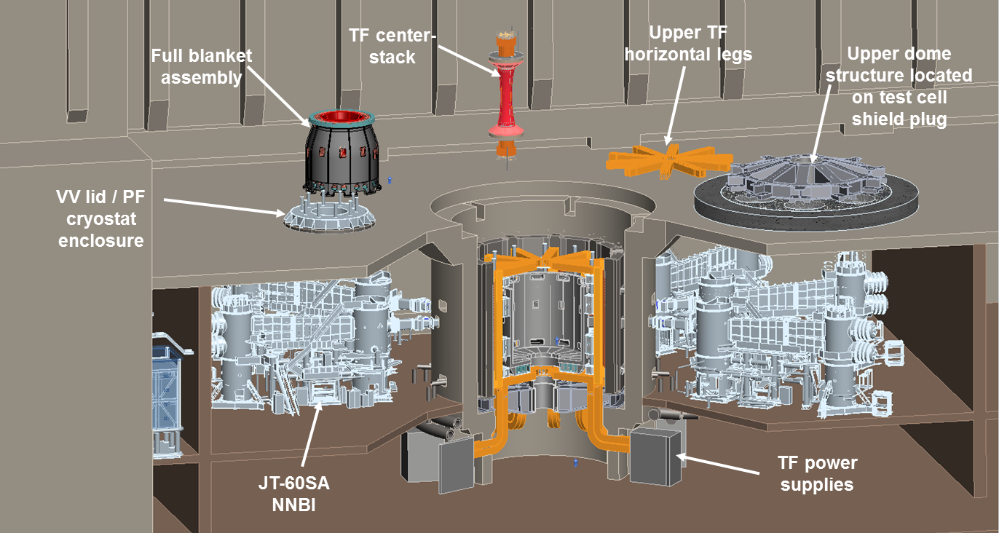 Full blanket
assembly
TF center-
stack
Upper TF
horizontal legs
Upper dome
structure located
on test cell
shield plug
VV lid / PF
cryostat
enclosure
JT-60SA
NNBI
TF power
supplies